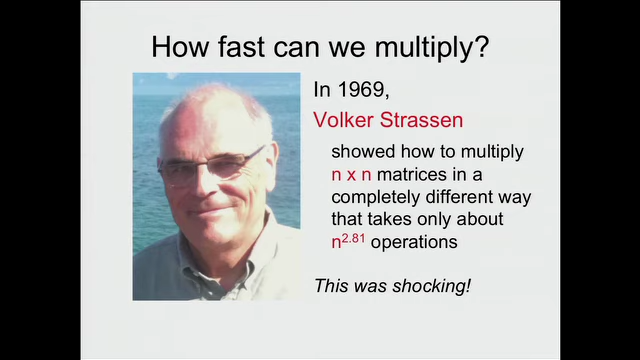 How fast can we multiply?
In 1969,
Volker Strassen
showed how to multiply
n x n matrices in a
completely different way
that takes only about
n^2.81 operations
This was shocking!